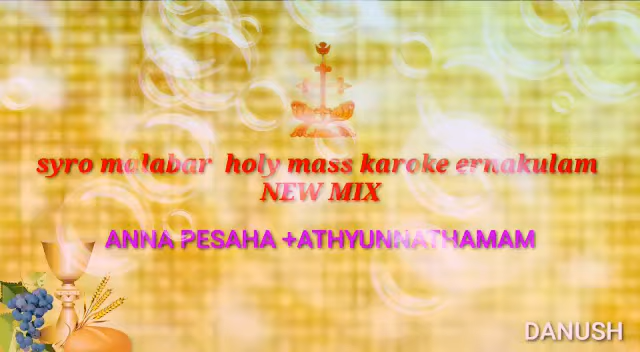 syro malabar holy mass karoke ernakulam
NEW MIX
ANNA PESAHA +ATHYUNNATHAMAM
DANUSH